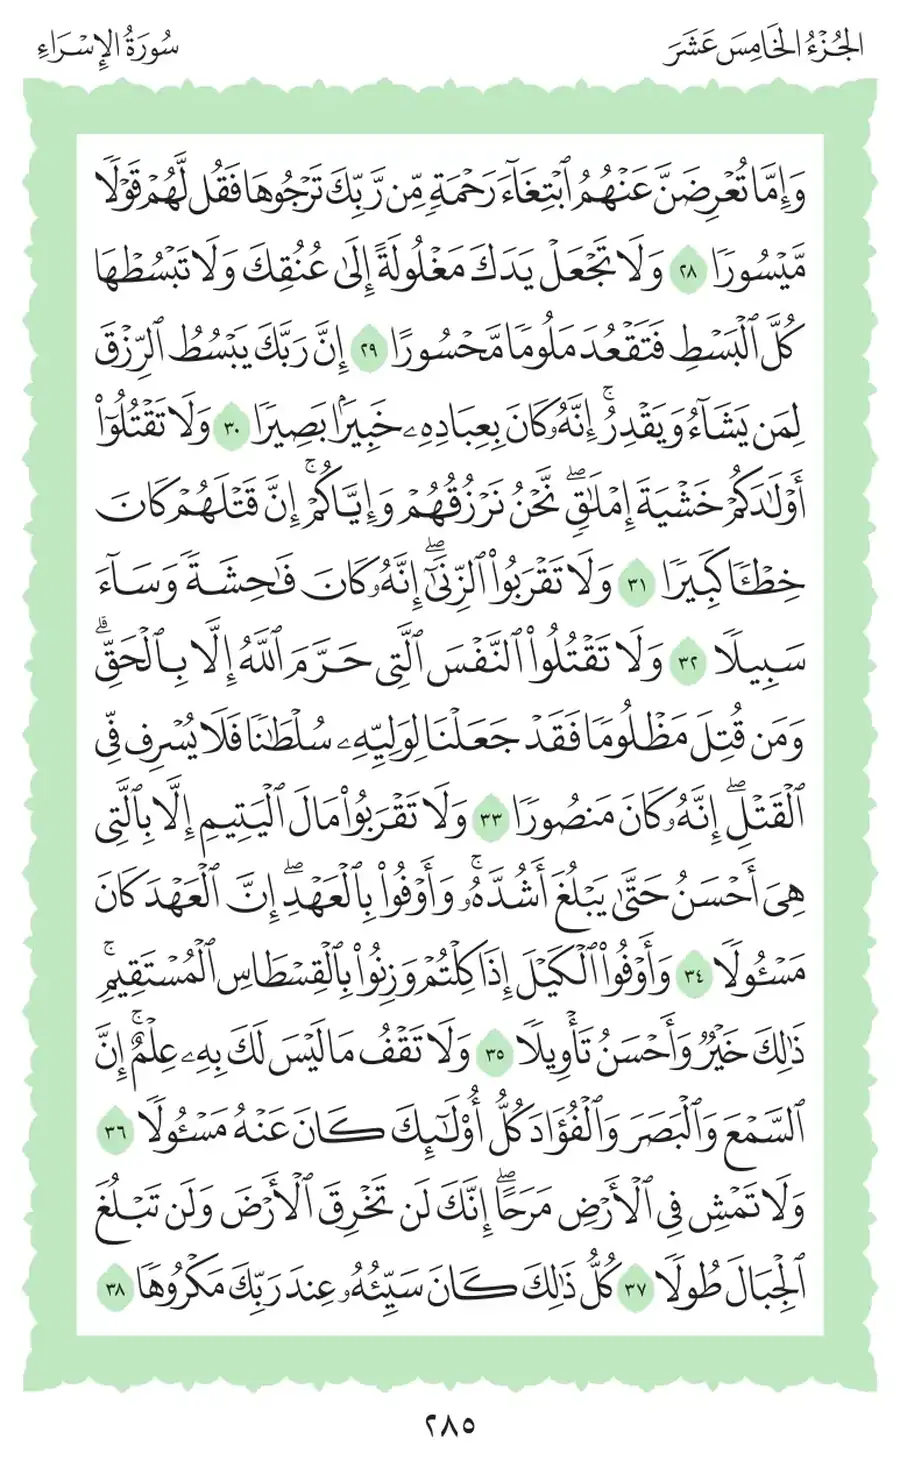 الجُزْءُ الخَامِسَ عَشَرَ
سُورَةُ الإِسْرَاءِ
وَإِمَّا تُعْرِضَنَّ عَنْهُمُ ٱبْتِغَآءَ رَحْمَةٍ مِّن رَّبِّكَ تَرْجُوهَا فَقُل لَّهُمْ قَوْلًا
مَّيْسُورًا ٢٨ وَلَا تَجْعَلْ يَدَكَ مَغْلُولَةً إِلَىٰ عُنُقِكَ وَلَا تَبْسُطْهَا
كُلَّ ٱلْبَسْطِ فَتَقْعُدَ مَلُومًا مَّحْسُورًا ٢٩ إِنَّ رَبَّكَ يَبْسُطُ ٱلرِّزْقَ
لِمَن يَشَآءُ وَيَقْدِرُ ۚ إِنَّهُۥ كَانَ بِعِبَادِهِۦ خَبِيرًۢا بَصِيرًا ٣٠ وَلَا تَقْتُلُوٓا۟
أَوْلَٰدَكُمْ خَشْيَةَ إِمْلَٰقٍ ۖ نَّحْنُ نَرْزُقُهُمْ وَإِيَّاكُمْ ۚ إِنَّ قَتْلَهُمْ كَانَ
خِطْـًٔا كَبِيرًا ٣١ وَلَا تَقْرَبُوا۟ ٱلزِّنَىٰٓ ۖ إِنَّهُۥ كَانَ فَٰحِشَةً وَسَآءَ
سَبِيلًا ٣٢ وَلَا تَقْتُلُوا۟ ٱلنَّفْسَ ٱلَّتِى حَرَّمَ ٱللَّهُ إِلَّا بِٱلْحَقِّ ۗ
وَمَن قُتِلَ مَظْلُومًا فَقَدْ جَعَلْنَا لِوَلِيِّهِۦ سُلْطَٰنًا فَلَا يُسْرِف فِّى
ٱلْقَتْلِ ۖ إِنَّهُۥ كَانَ مَنصُورًا ٣٣ وَلَا تَقْرَبُوا۟ مَالَ ٱلْيَتِيمِ إِلَّا بِٱلَّتِى
هِىَ أَحْسَنُ حَتَّىٰ يَبْلُغَ أَشُدَّهُۥ ۚ وَأَوْفُوا۟ بِٱلْعَهْدِ ۖ إِنَّ ٱلْعَهْدَ كَانَ
مَسْـُٔولًا ٣٤ وَأَوْفُوا۟ ٱلْكَيْلَ إِذَا كِلْتُمْ وَزِنُوا۟ بِٱلْقِسْطَاسِ ٱلْمُسْتَقِيمِ ۚ
ذَٰلِكَ خَيْرٌ وَأَحْسَنُ تَأْوِيلًا ٣٥ وَلَا تَقْفُ مَا لَيْسَ لَكَ بِهِۦ عِلْمٌ ۚ إِنَّ
ٱلسَّمْعَ وَٱلْبَصَرَ وَٱلْفُؤَادَ كُلُّ أُو۟لَٰٓئِكَ كَانَ عَنْهُ مَسْـُٔولًا ٣٦
وَلَا تَمْشِ فِى ٱلْأَرْضِ مَرَحًا ۖ إِنَّكَ لَن تَخْرِقَ ٱلْأَرْضَ وَلَن تَبْلُغَ
ٱلْجِبَالَ طُولًا ٣٧ كُلُّ ذَٰلِكَ كَانَ سَيِّئُهُۥ عِندَ رَبِّكَ مَكْرُوهًا ٣٨
٢٨٥